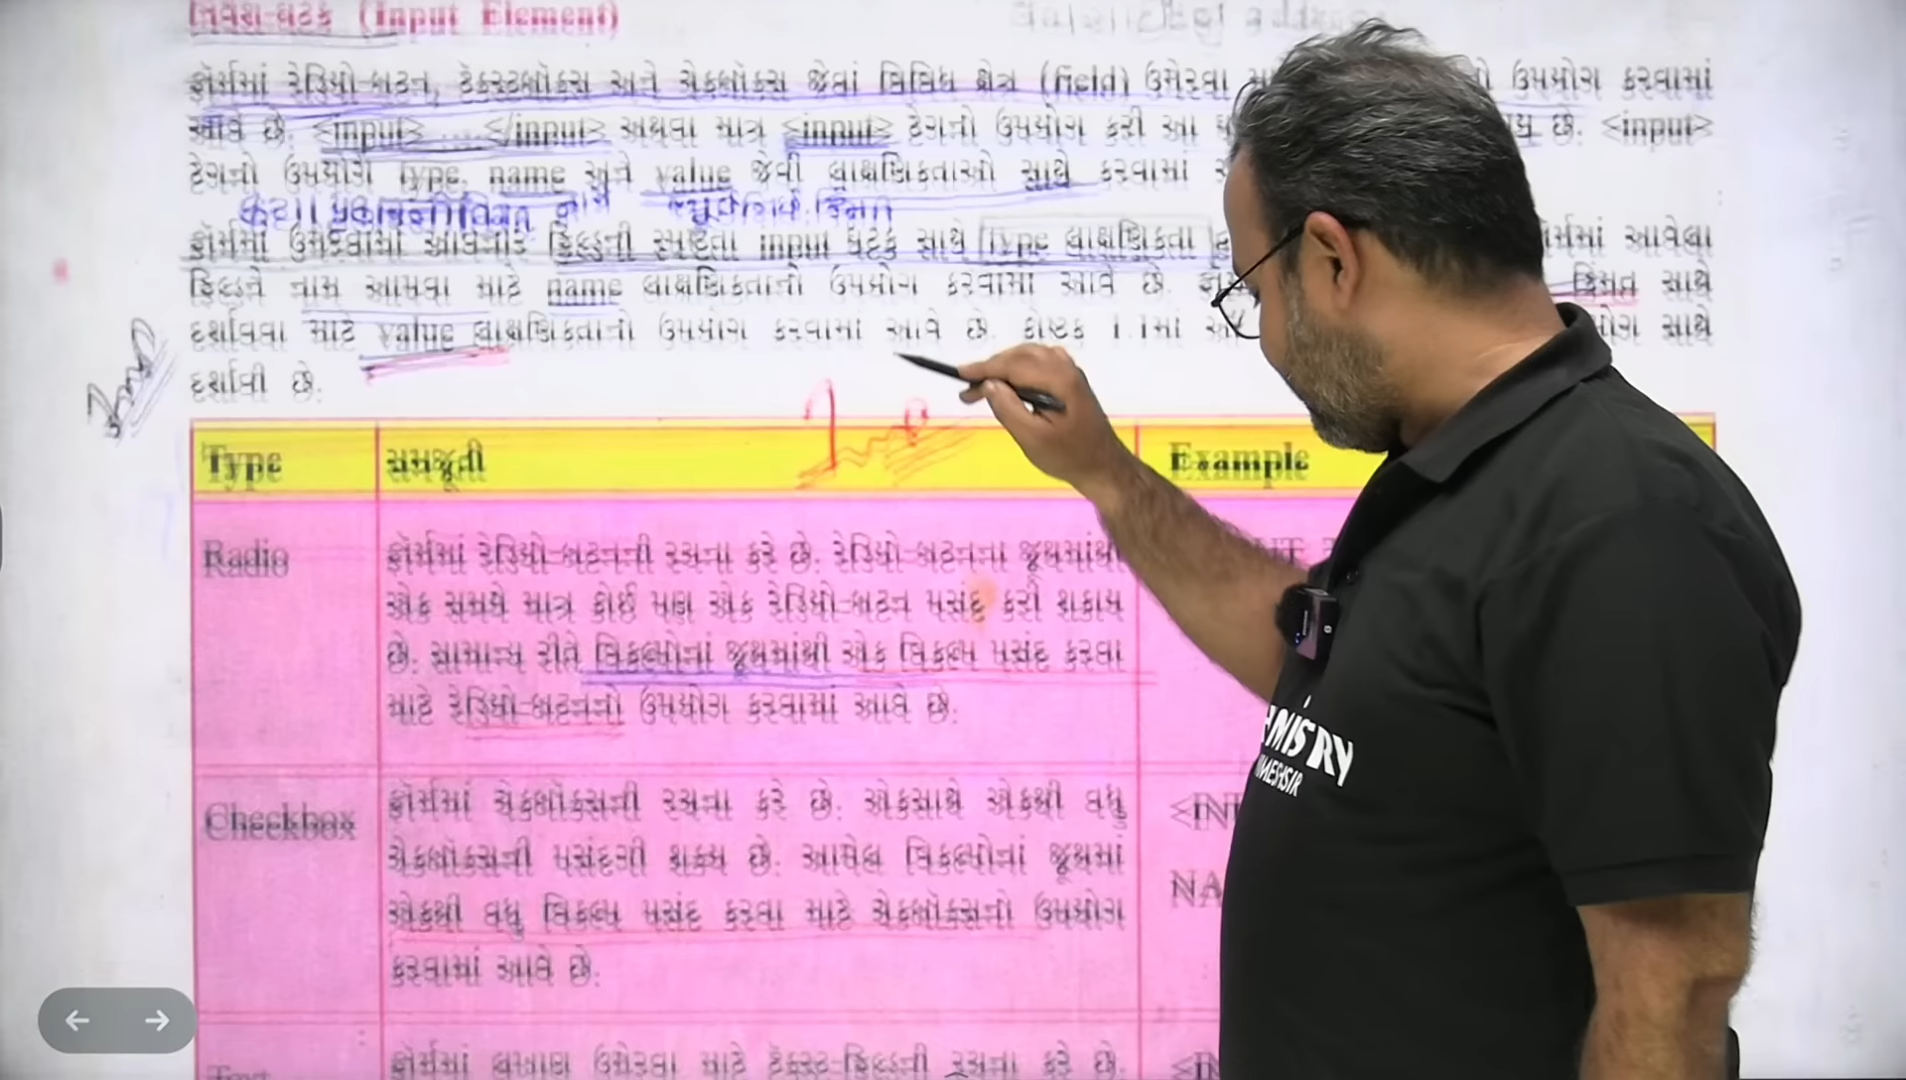 નિવેશ-ઘટક (Input Element)
ફૉર્મમાં રેડિયો-બટન, ટૅક્સ્ટબૉક્સ અને ચેકબૉક્સ જેવાં વિવિધ ક્ષેત્ર (field) ઉમેરવા ઉપયોગ કરવામાં
આવે છે. <input> ....</input> અથવા માત્ર <input> ટૅગનો ઉપયોગ કરી આ છે. <input>
ટૅગનો ઉપયોગ type, name અને value જેવી લાક્ષણિકતાઓ સાથે કરવામાં
ફૉર્મમાં ઉમેરવામાં આવનાર ફિલ્ડની સ્પષ્ટતા input ઘટક સાથે Type લાક્ષણિકતા ફૉર્મમાં આવેલા
ફિલ્ડને નામ આપવા માટે name લાક્ષણિકતાનો ઉપયોગ કરવામાં આવે છે. કિંમત સાથે
દર્શાવવા માટે value લાક્ષણિકતાનો ઉપયોગ કરવામાં આવે છે. કોષ્ટક 1.1માં સાથે
દર્શાવી છે.
Type સમજૂતી Example
Radio ફૉર્મમાં રેડિયો-બટનની રચના કરે છે. રેડિયો-બટનના જૂથમાંથી
એક સમયે માત્ર કોઈ પણ એક રેડિયો-બટન પસંદ કરી શકાય
છે. સામાન્ય રીતે વિકલ્પોનાં જૂથમાંથી એક વિકલ્પ પસંદ કરવા
માટે રેડિયો-બટનનો ઉપયોગ કરવામાં આવે છે.
Checkbox ફૉર્મમાં ચેકબૉક્સની રચના કરે છે. એકસાથે એકથી વધુ <IN
ચેકબૉક્સની પસંદગી શક્ય છે. આપેલ વિકલ્પોનાં જૂથમાં
એકથી વધુ વિકલ્પ પસંદ કરવા માટે ચેકબૉક્સનો ઉપયોગ NA
કરવામાં આવે છે.
Text ફૉર્મમાં લખાણ ઉમેરવા માટે ટૅક્સ્ટ-ફિલ્ડની રચના કરે છે. <IN